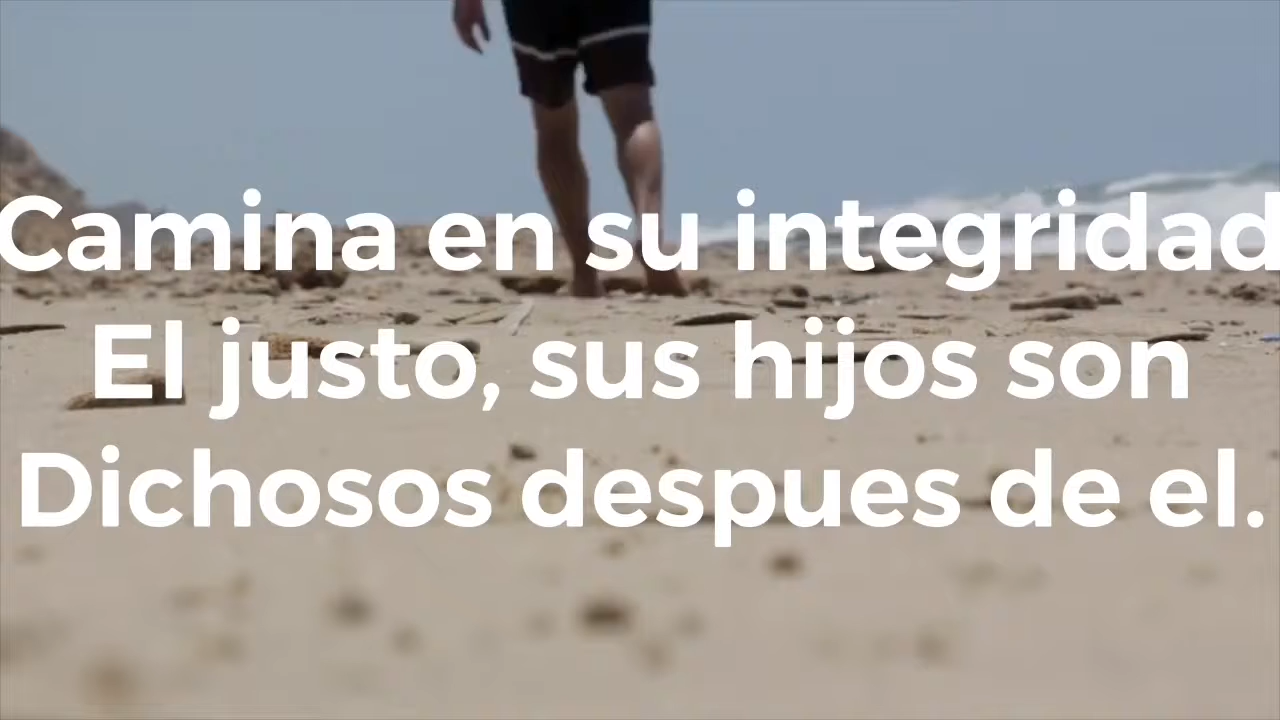 Camina en su integridad
El justo, sus hijos son
Dichosos despues de el.